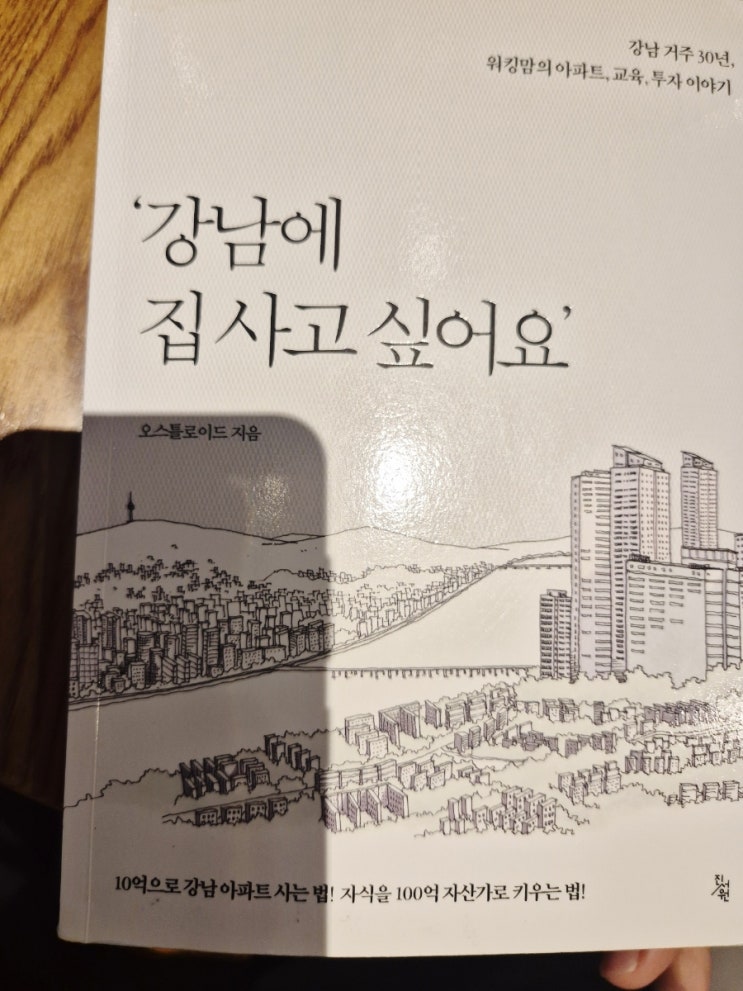 강남 거주 30년,
워킹맘의 아파트, 교육, 투자 이야기
‘강남에
집 사고 싶어요’
오스틀로이드 지음
10억으로 강남 아파트 사는 법! 자식을 100억 자산가로 키우는 법!
진서원